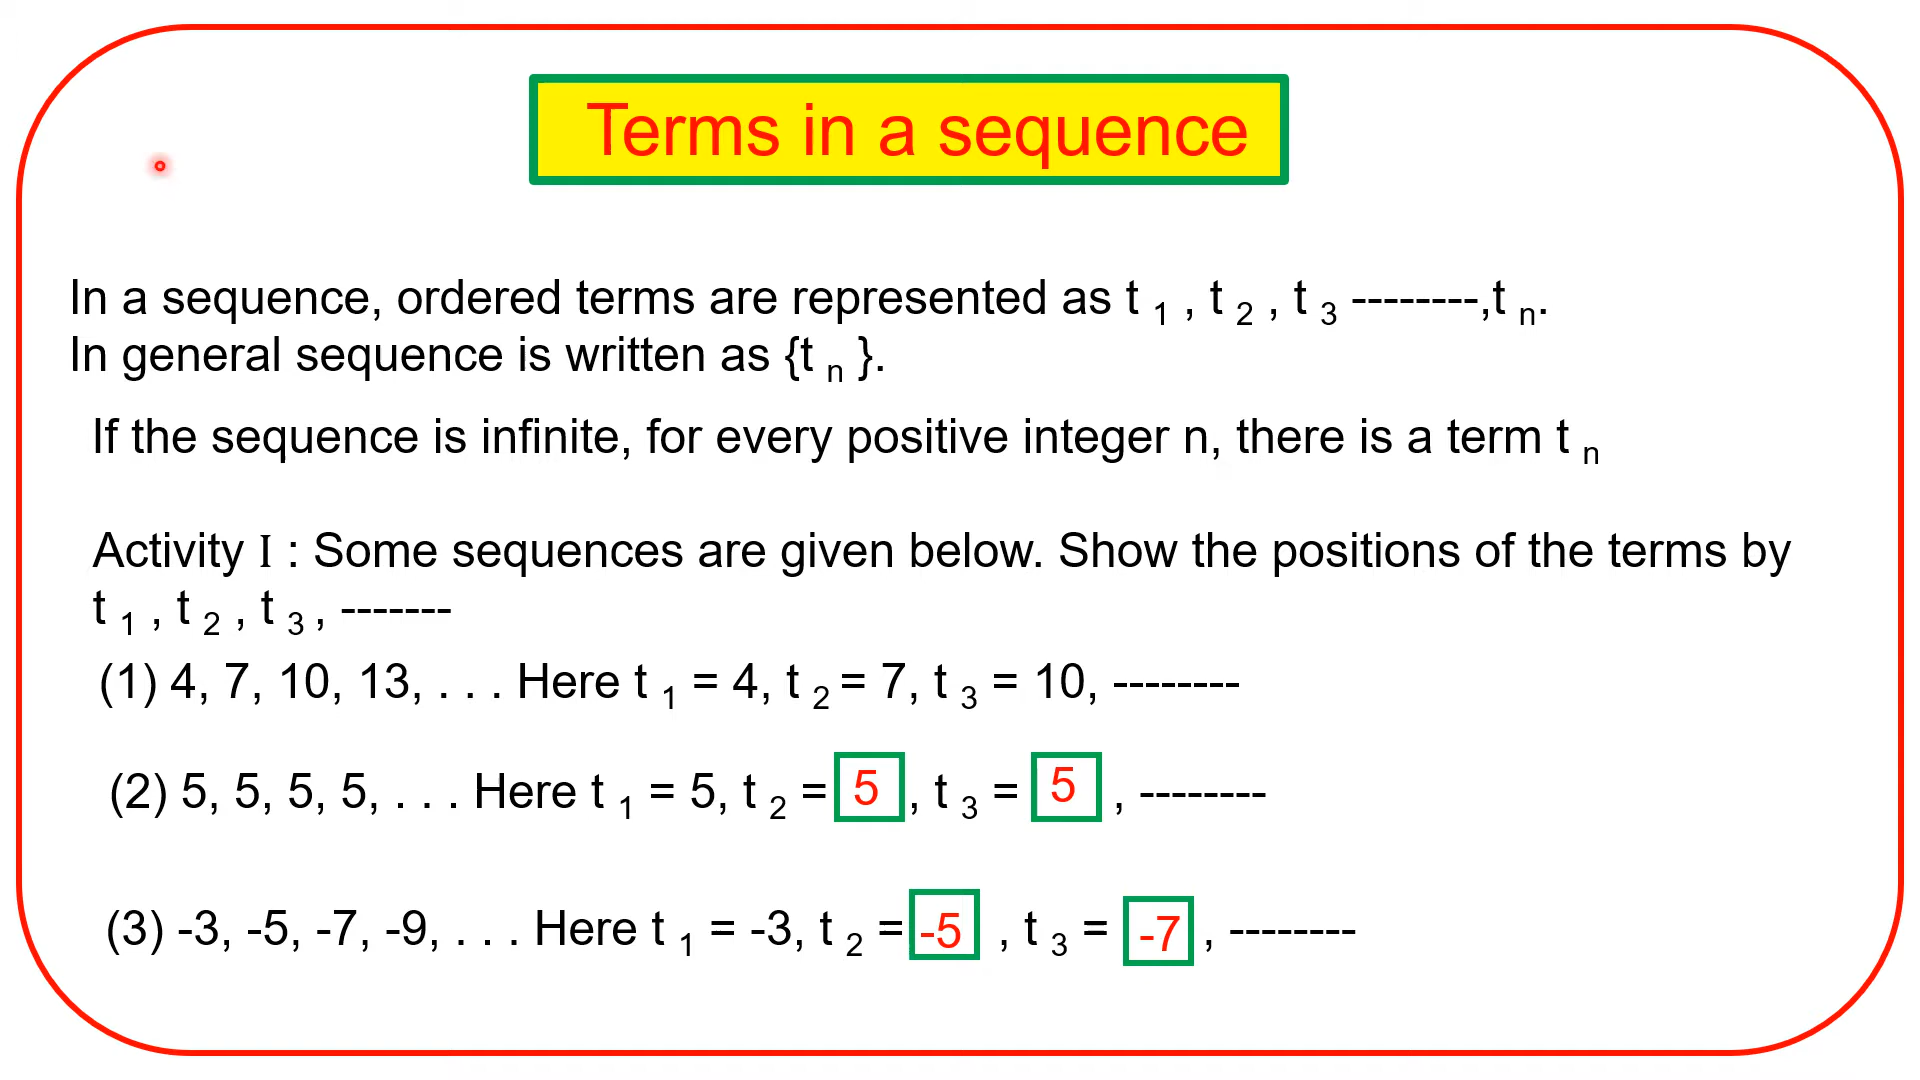 Terms in a sequence
In a sequence, ordered terms are represented as t 1 , t 2 , t 3 --------,t n.
In general sequence is written as {t n }.
If the sequence is infinite, for every positive integer n, there is a term t n
Activity I : Some sequences are given below. Show the positions of the terms by
t 1 , t 2 , t 3 , -------
(1) 4, 7, 10, 13, . . . Here t 1 = 4, t 2 = 7, t 3 = 10, --------
(2) 5, 5, 5, 5, . . . Here t 1 = 5, t 2 = 5 , t 3 = 5 , --------
(3) -3, -5, -7, -9, . . . Here t 1 = -3, t 2 = -5 , t 3 = -7 , --------